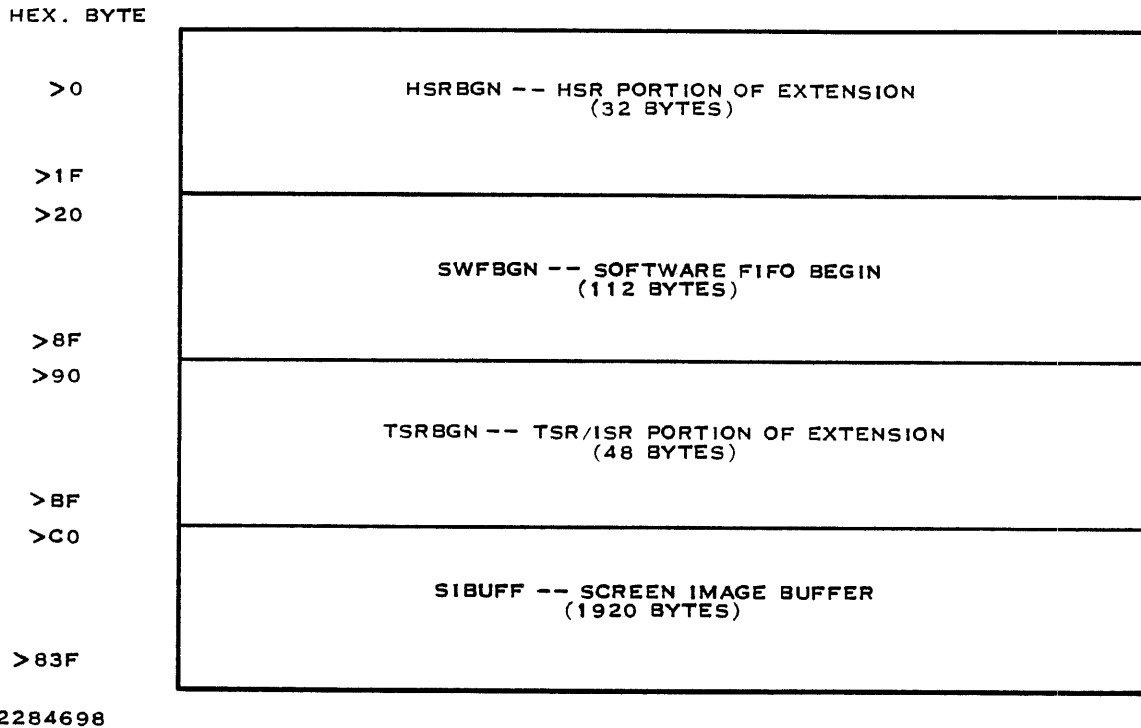 HEX. BYTE
>0
HSRBGN -- HSR PORTION OF EXTENSION
(32 BYTES)
>1F
>20
SWFBGN -- SOFTWARE FIFO BEGIN
(112 BYTES)
>8F
>90
TSRBGN -- TSR/ISR PORTION OF EXTENSION
(48 BYTES)
>BF
>C0
SIBUFF -- SCREEN IMAGE BUFFER
(1920 BYTES)
>83F
2284698